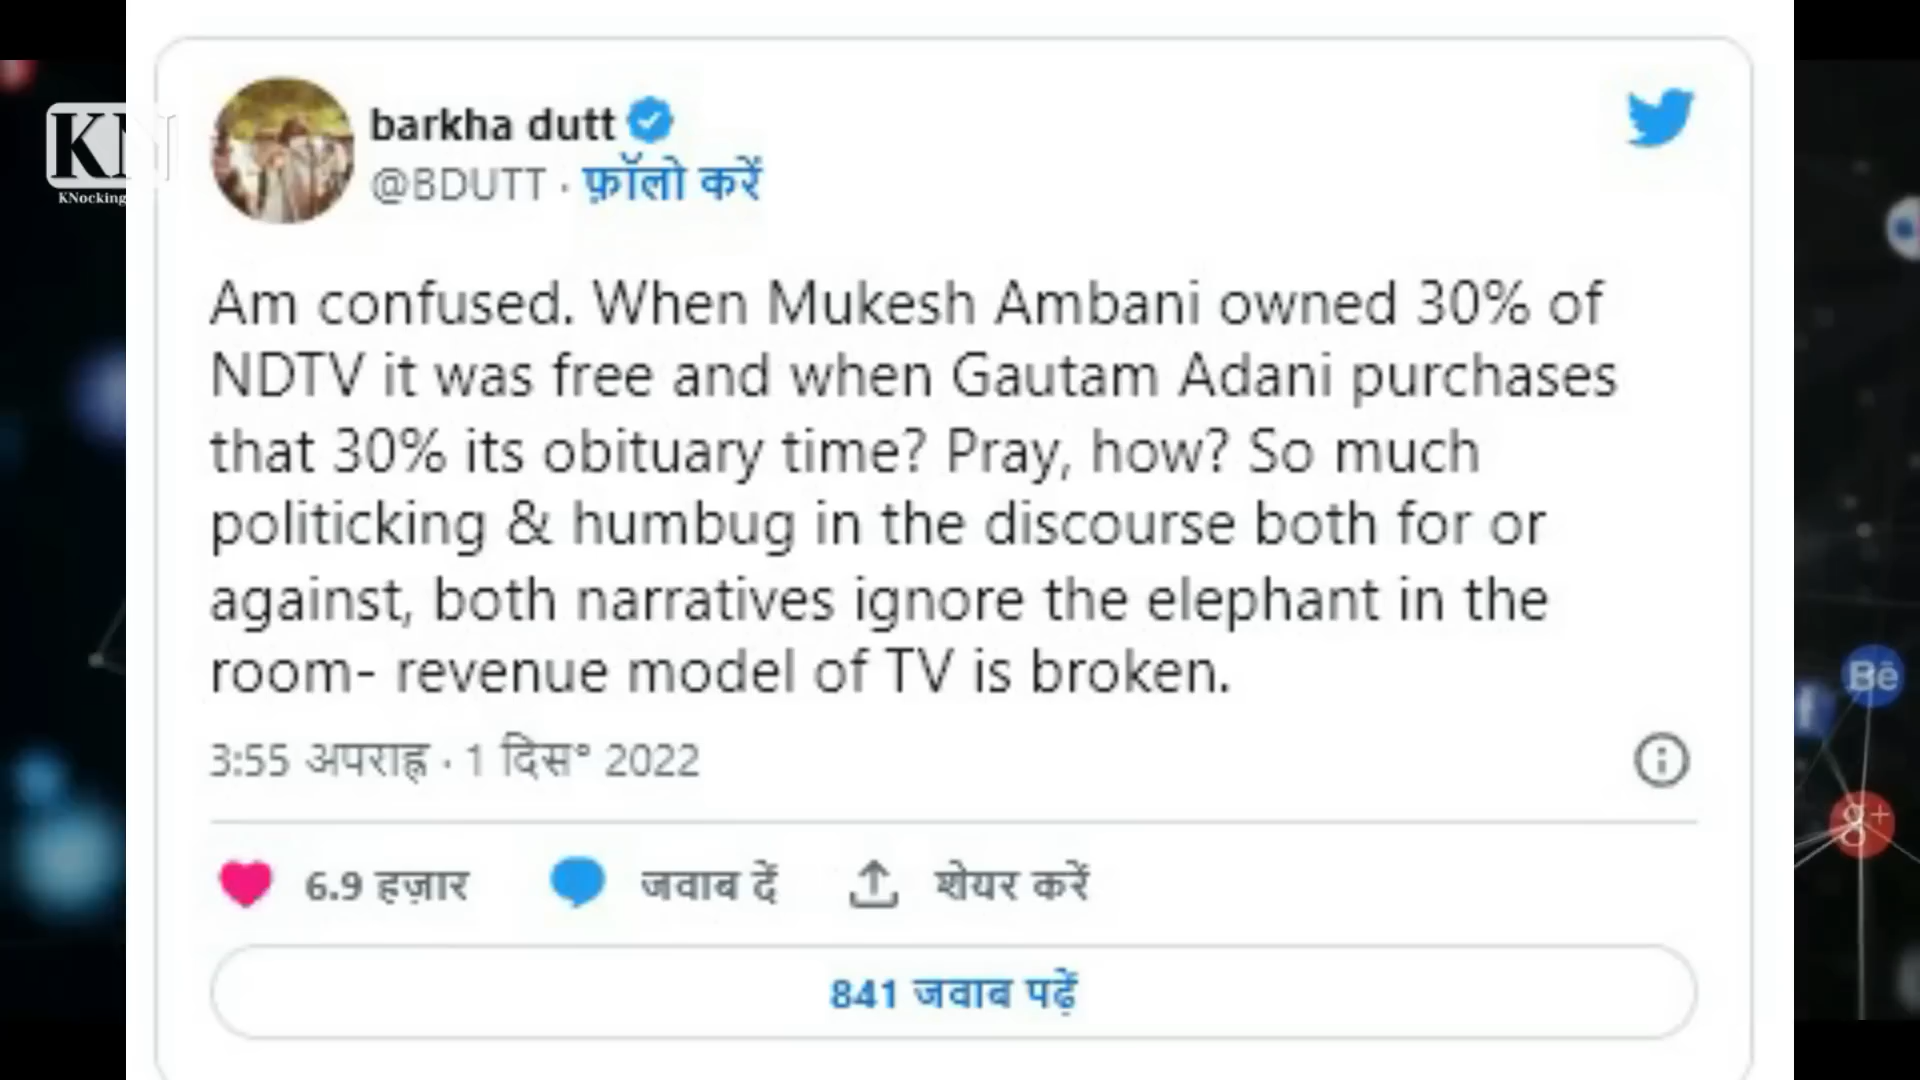 KN
KNocking
barkha dutt
@BDUTT · फ़ॉलो करें
Am confused. When Mukesh Ambani owned 30% of
NDTV it was free and when Gautam Adani purchases
that 30% its obituary time? Pray, how? So much
politicking & humbug in the discourse both for or
against, both narratives ignore the elephant in the
room- revenue model of TV is broken.
3:55 अपराह्न · 1 दिस॰ 2022
6.9 हज़ार जवाब दें शेयर करें
841 जवाब पढ़ें
Bē
f
g+